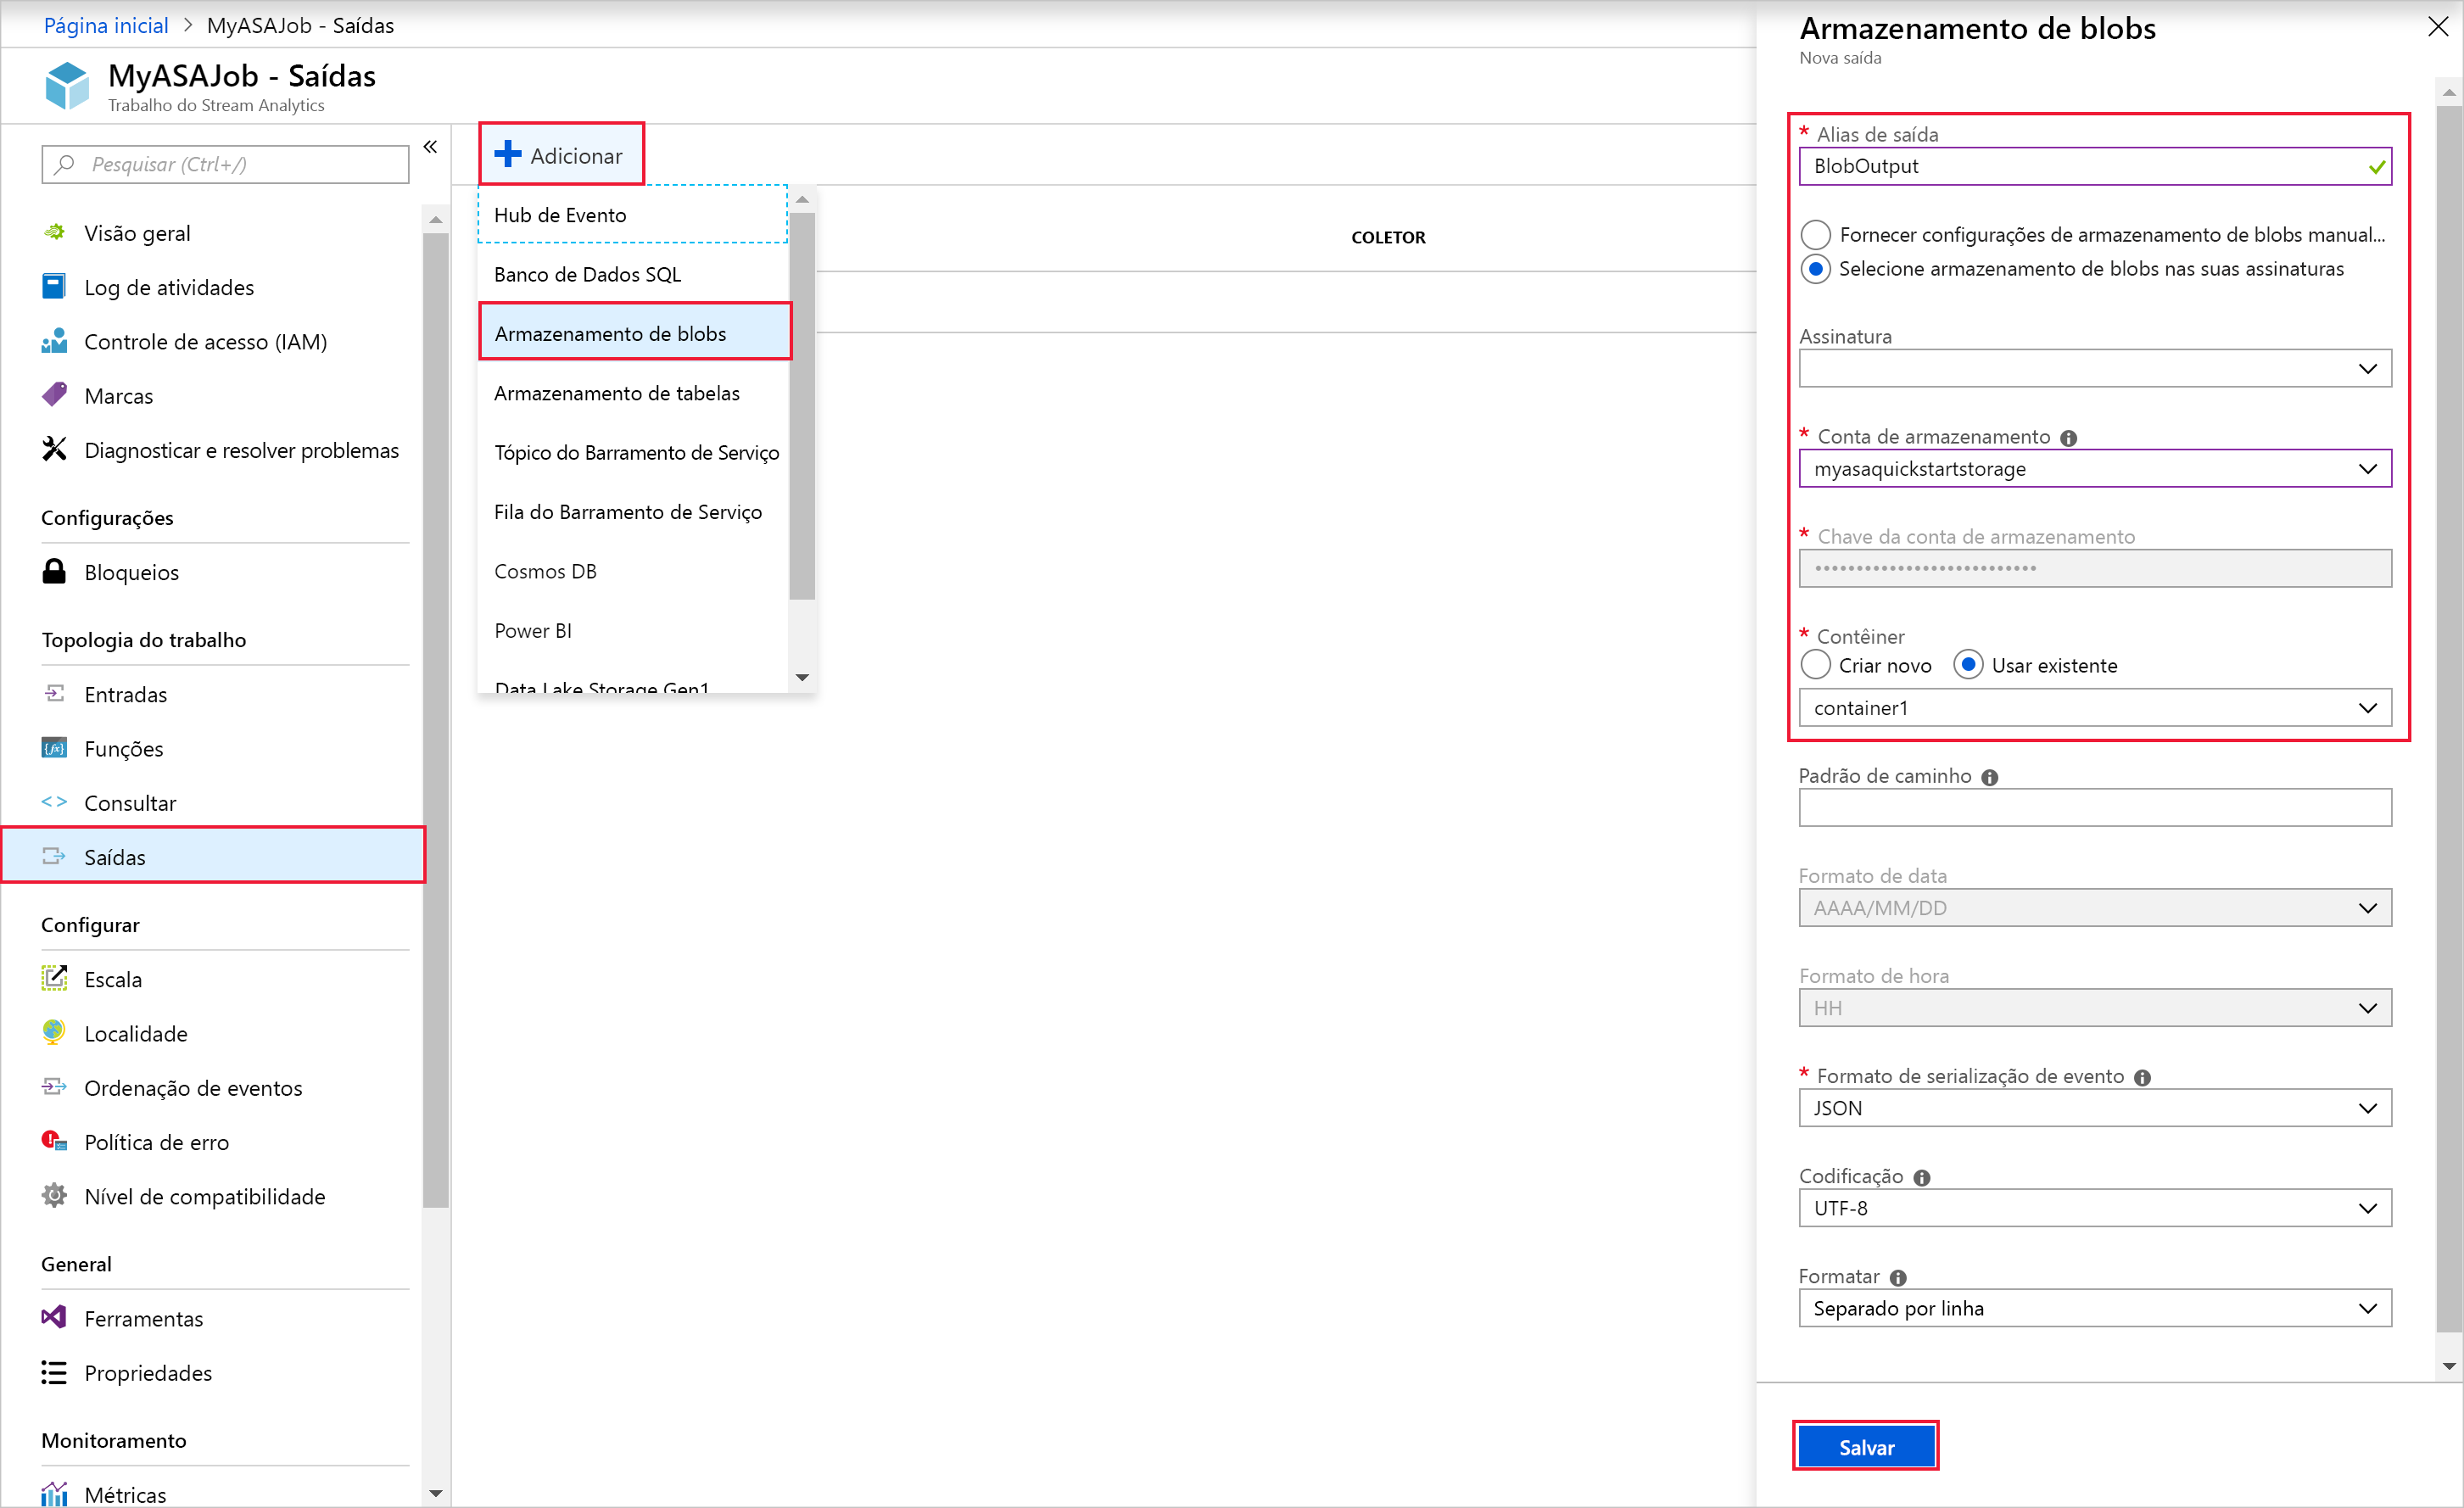 Página inicial > MyASAJob - Saídas
MyASAJob - Saídas
Trabalho do Stream Analytics
Pesquisar (Ctrl+/)
Visão geral
Log de atividades
Controle de acesso (IAM)
Marcas
Diagnosticar e resolver problemas
Configurações
Bloqueios
Topologia do trabalho
Entradas
Funções
Consultar
Saídas
Configurar
Escala
Localidade
Ordenação de eventos
Política de erro
Nível de compatibilidade
General
Ferramentas
Propriedades
Monitoramento
Métricas
Adicionar
Hub de Evento
Banco de Dados SQL
Armazenamento de blobs
Armazenamento de tabelas
Tópico do Barramento de Serviço
Fila do Barramento de Serviço
Cosmos DB
Power BI
Data Lake Storage Gen1
COLETOR
Armazenamento de blobs
Nova saída
* Alias de saída
BlobOutput
Fornecer configurações de armazenamento de blobs manual...
Selecione armazenamento de blobs nas suas assinaturas
Assinatura
* Conta de armazenamento
myasaquickstartstorage
* Chave da conta de armazenamento
* Contêiner
Criar novo Usar existente
container1
Padrão de caminho
Formato de data
AAAA/MM/DD
Formato de hora
HH
* Formato de serialização de evento
JSON
Codificação
UTF-8
Formatar
Separado por linha
Salvar